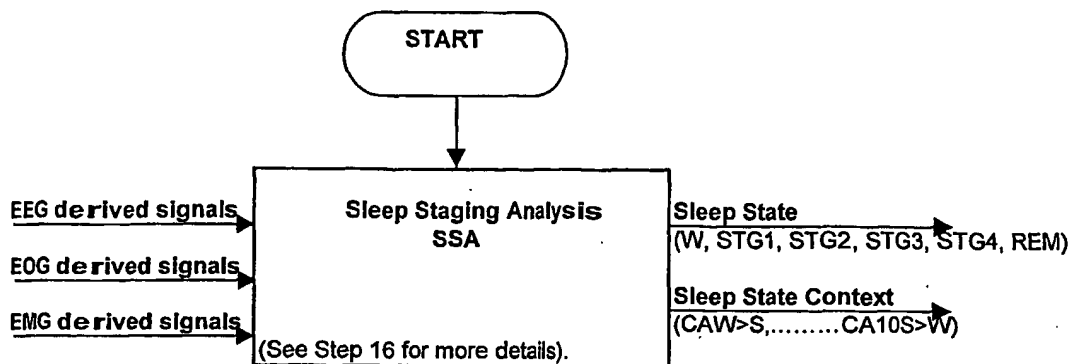 START
EEG derived signals
EOG derived signals
EMG derived signals
Sleep Staging Analysis
SSA
(See Step 16 for more details).
Sleep State
(W, STG1, STG2, STG3, STG4, REM)
Sleep State Context
(CAW>S,.........CA10S>W)